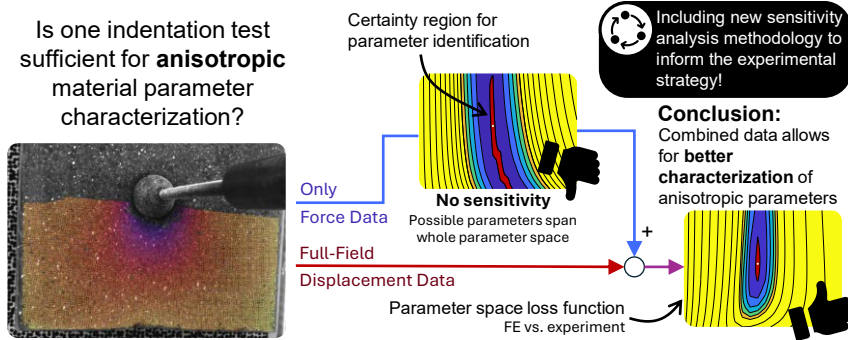 Is one indentation test
sufficient for anisotropic
material parameter
characterization?
Certainty region for
parameter identification
Including new sensitivity
analysis methodology to
inform the experimental
strategy!
Only
Force Data
No sensitivity
Possible parameters span
whole parameter space
Full-Field
Displacement Data
+
Conclusion:
Combined data allows
for better
characterization of
anisotropic parameters
Parameter space loss function
FE vs. experiment